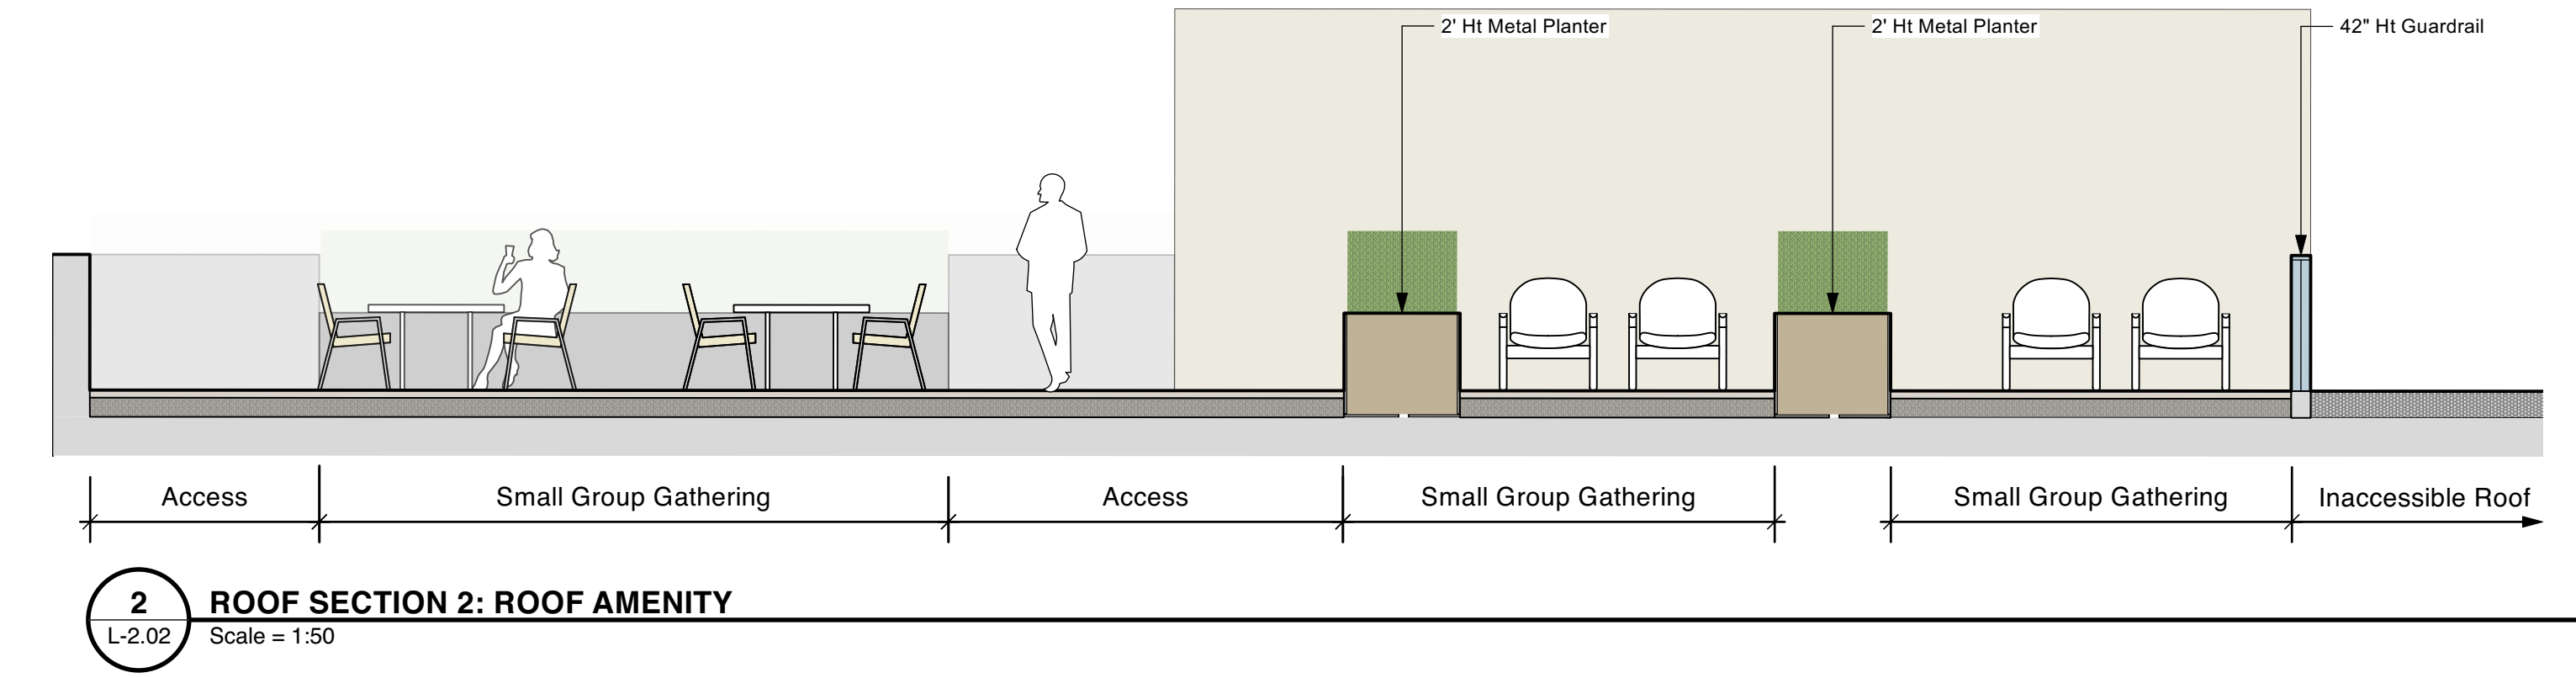 2' Ht Metal Planter
2' Ht Metal Planter
42" Ht Guardrail
Access
Small Group Gathering
Access
Small Group Gathering
Small Group Gathering
Inaccessible Roof
2
L-2.02
ROOF SECTION 2: ROOF AMENITY
Scale = 1:50